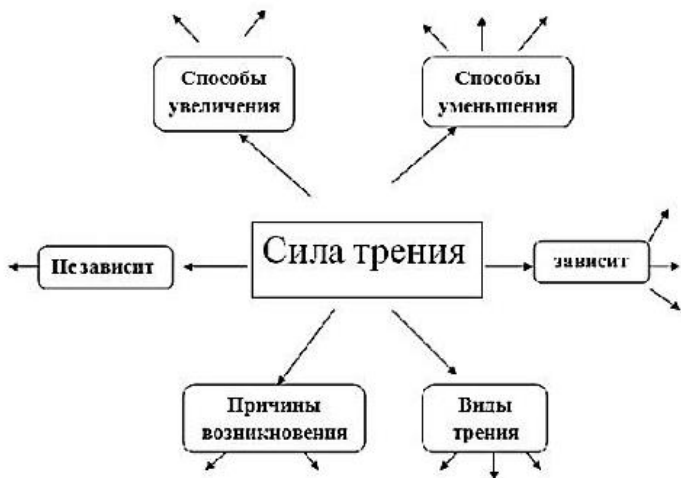 Способы
увеличения
Способы
уменьшения
Сила трения
Не зависит
зависит
Причины
возникновения
Виды
трения